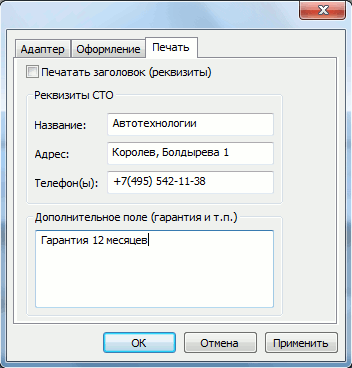 Адаптер Оформление Печать
Печатать заголовок (реквизиты)
Реквизиты СТО
Название: Автотехнологии
Адрес: Королев, Болдырева 1
Телефон(ы): +7(495) 542-11-38
Дополнительное поле (гарантия и т.п.)
Гарантия 12 месяцев
ОК Отмена Применить